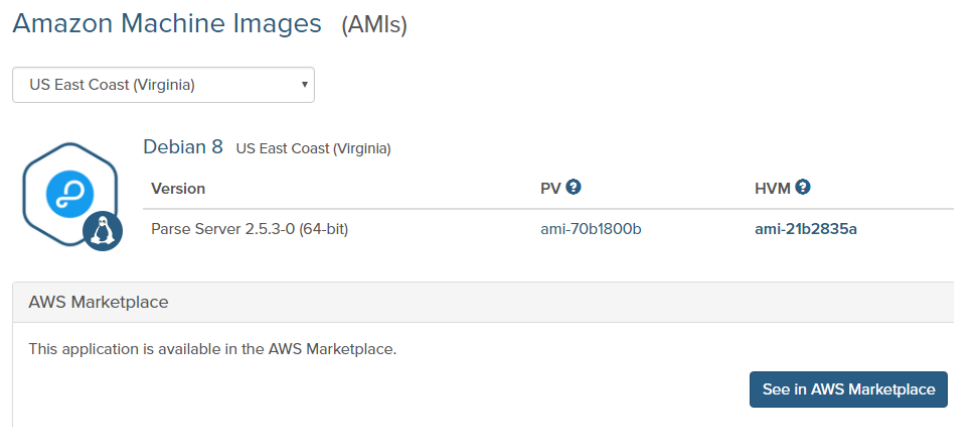 Amazon Machine Images (AMIs)
US East Coast (Virginia)
Debian 8 US East Coast (Virginia)
Version PV ? HVM ?
Parse Server 2.5.3-0 (64-bit) ami-70b1800b ami-21b2835a
AWS Marketplace
This application is available in the AWS Marketplace.
See in AWS Marketplace